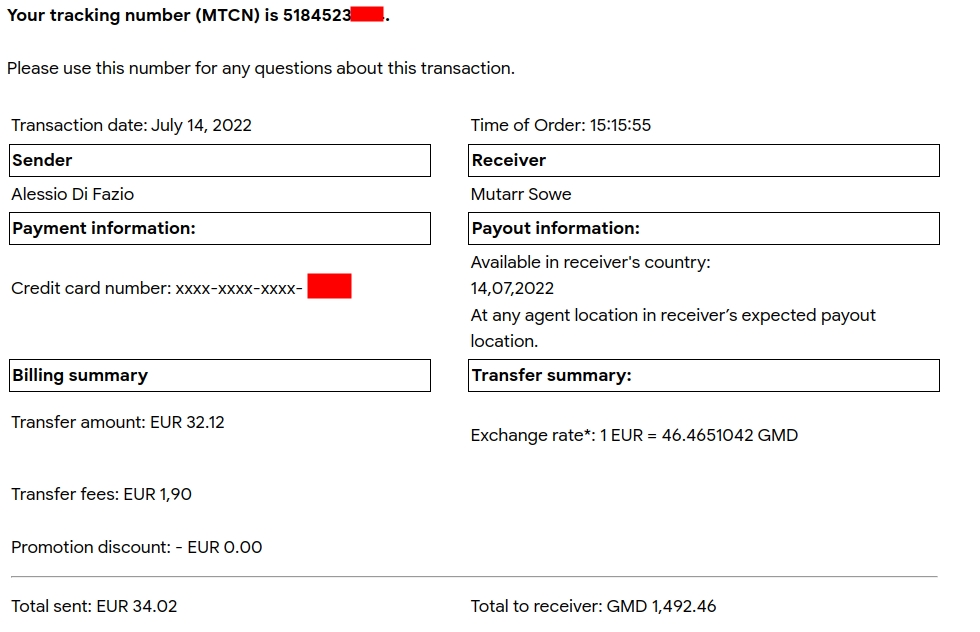 Your tracking number (MTCN) is 5184523 .
Please use this number for any questions about this transaction.
Transaction date: July 14, 2022
Time of Order: 15:15:55
Sender
Receiver
Alessio Di Fazio
Mutarr Sowe
Payment information:
Payout information:
Credit card number: xxxx-xxxx-xxxx-
Available in receiver's country:
14,07,2022
At any agent location in receiver’s expected payout
location.
Billing summary
Transfer summary:
Transfer amount: EUR 32.12
Exchange rate*: 1 EUR = 46.4651042 GMD
Transfer fees: EUR 1,90
Promotion discount: - EUR 0.00
Total sent: EUR 34.02
Total to receiver: GMD 1,492.46